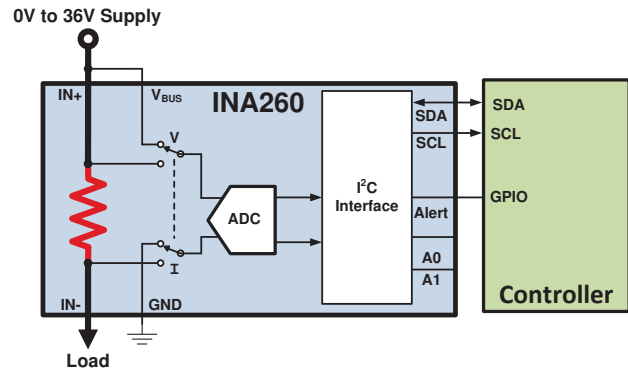 0V to 36V Supply
IN+
VBUS
INA260
V
SDA
SCL
I²C
Interface
ADC
Alert
A0
A1
I
IN-
GND
Load
SDA
SCL
GPIO
Controller